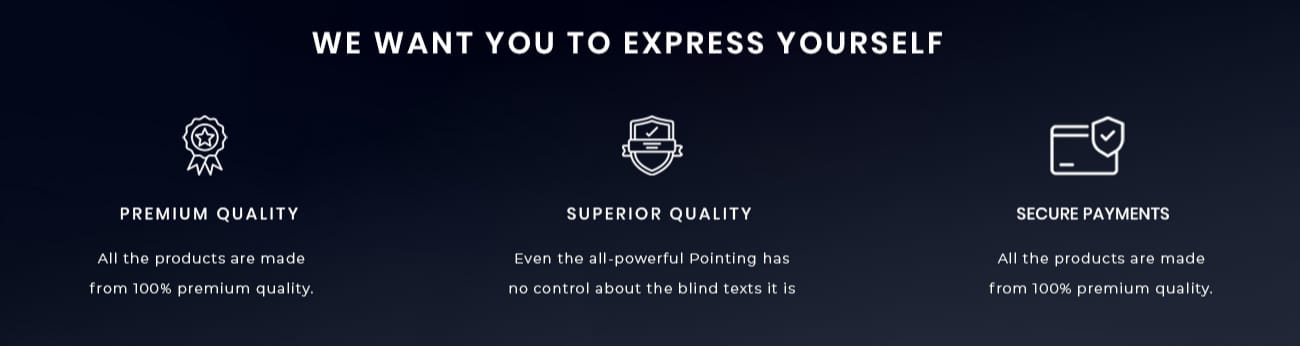 WE WANT YOU TO EXPRESS YOURSELF
PREMIUM QUALITY
All the products are made
from 100% premium quality.
SUPERIOR QUALITY
Even the all-powerful Pointing has
no control about the blind texts it is
SECURE PAYMENTS
All the products are made
from 100% premium quality.